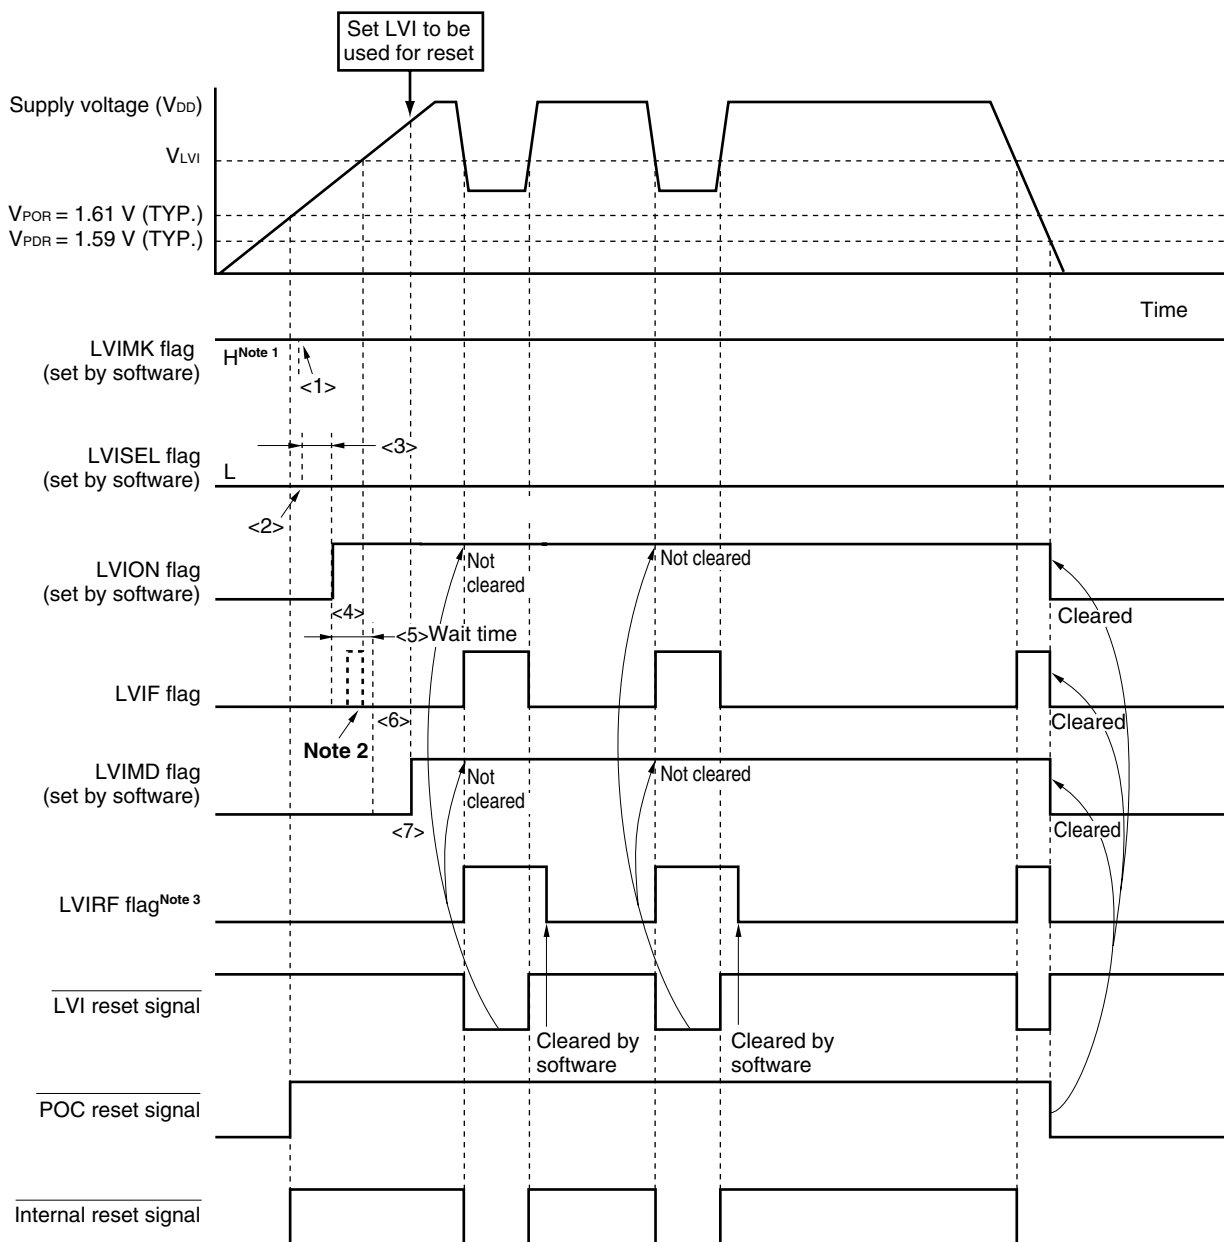 Set LVI to be
used for reset
Supply voltage (VDD)
VLVI
VPOR = 1.61 V (TYP.)
VPDR = 1.59 V (TYP.)
Time
LVIMK flag
(set by software)
HNote 1
<1>
LVISEL flag
(set by software)
L
<3>
<2>
LVION flag
(set by software)
Not
cleared
Not cleared
Cleared
<4>
<5>Wait time
LVIF flag
<6>
Note 2
Cleared
LVIMD flag
(set by software)
Not
cleared
Not cleared
<7>
Cleared
LVIRF flagNote 3
LVI reset signal
Cleared by
software
Cleared by
software
POC reset signal
Internal reset signal